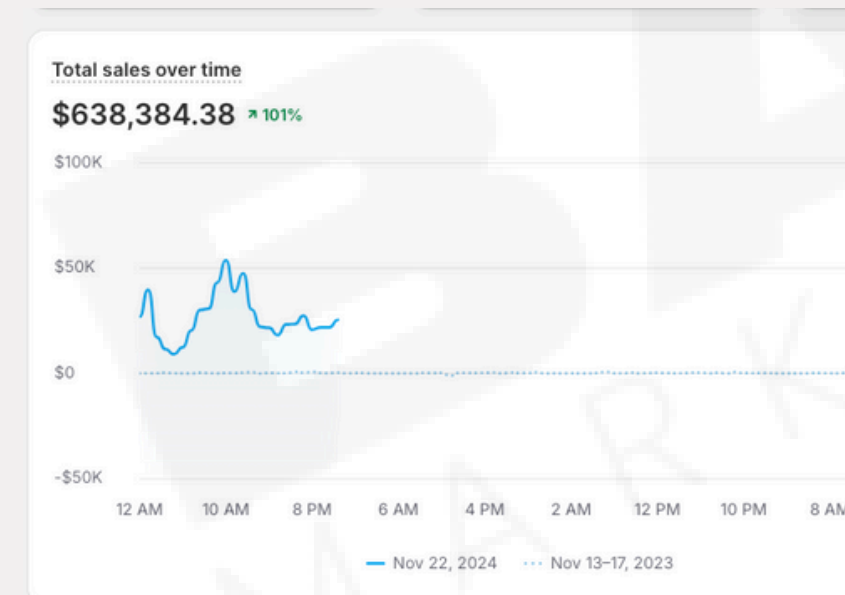 Total sales over time
$638,384.38 ↗ 101%
$100K
$50K
$0
-$50K
12 AM 10 AM 8 PM 6 AM 4 PM 2 AM 12 PM 10 PM 8 AM
Nov 22, 2024 Nov 13–17, 2023
M A R K